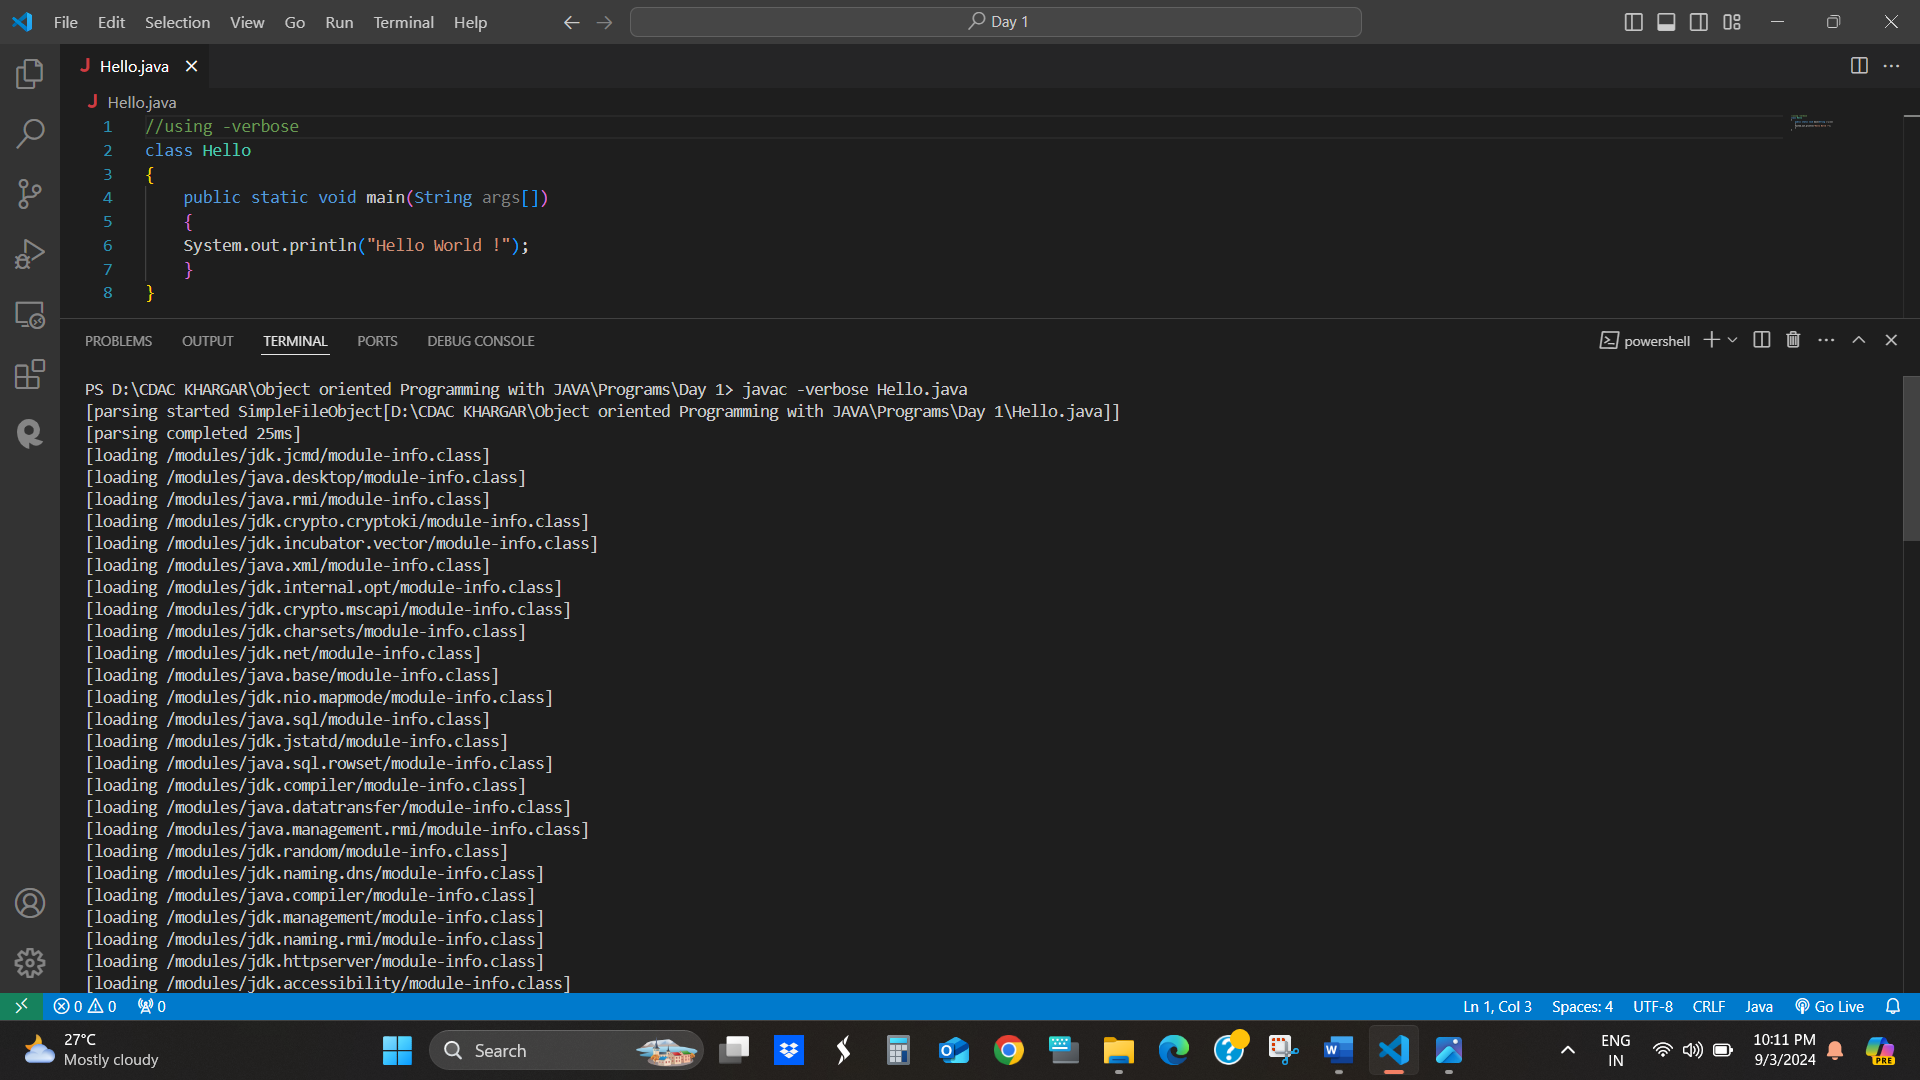 File Edit Selection View Go Run Terminal Help
Day 1
J Hello.java
J Hello.java
1 //using -verbose
2 class Hello
3 {
4 public static void main(String args[])
5 {
6 System.out.println("Hello World !");
7 }
8 }
PROBLEMS OUTPUT TERMINAL PORTS DEBUG CONSOLE
powershell
PS D:\CDAC KHARGAR\Object oriented Programming with JAVA\Programs\Day 1> javac -verbose Hello.java
[parsing started SimpleFileObject[D:\CDAC KHARGAR\Object oriented Programming with JAVA\Programs\Day 1\Hello.java]]
[parsing completed 25ms]
[loading /modules/jdk.jcmd/module-info.class]
[loading /modules/java.desktop/module-info.class]
[loading /modules/java.rmi/module-info.class]
[loading /modules/jdk.crypto.cryptoki/module-info.class]
[loading /modules/jdk.incubator.vector/module-info.class]
[loading /modules/java.xml/module-info.class]
[loading /modules/jdk.internal.opt/module-info.class]
[loading /modules/jdk.crypto.mscapi/module-info.class]
[loading /modules/jdk.charsets/module-info.class]
[loading /modules/jdk.net/module-info.class]
[loading /modules/java.base/module-info.class]
[loading /modules/jdk.nio.mapmode/module-info.class]
[loading /modules/java.sql/module-info.class]
[loading /modules/jdk.jstatd/module-info.class]
[loading /modules/java.sql.rowset/module-info.class]
[loading /modules/jdk.compiler/module-info.class]
[loading /modules/java.datatransfer/module-info.class]
[loading /modules/java.management.rmi/module-info.class]
[loading /modules/jdk.random/module-info.class]
[loading /modules/jdk.naming.dns/module-info.class]
[loading /modules/java.compiler/module-info.class]
[loading /modules/jdk.management/module-info.class]
[loading /modules/jdk.naming.rmi/module-info.class]
[loading /modules/jdk.httpserver/module-info.class]
[loading /modules/jdk.accessibility/module-info.class]
0 0 0 Ln 1, Col 3 Spaces: 4 UTF-8 CRLF Java Go Live
27°C
Mostly cloudy
Search
ENG
IN
10:11 PM
9/3/2024
PRE